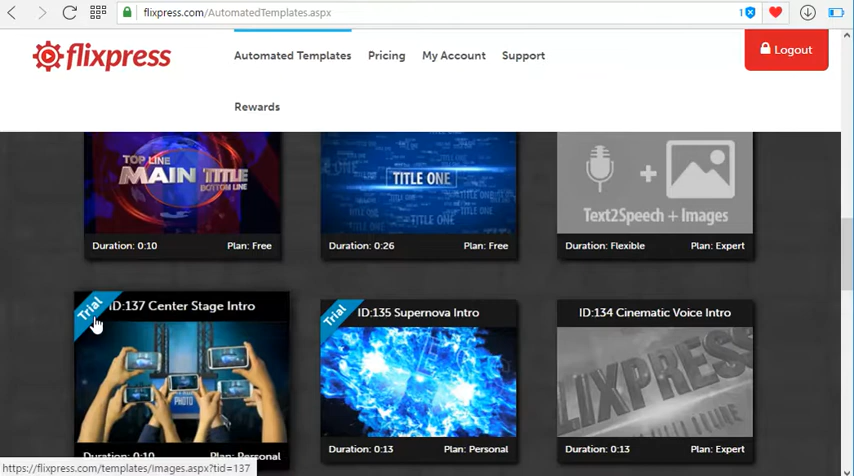 flixpress.com/AutomatedTemplates.aspx
1
flixpress
Automated Templates
Pricing
My Account
Support
Logout
Rewards
TOP LINE
MAIN TITLE
BOTTOM LINE
TITLE ONE
Text2Speech + Images
Duration: 0:10
Plan: Free
Duration: 0:26
Plan: Free
Duration: Flexible
Plan: Expert
Trial
ID:137 Center Stage Intro
Trial
ID:135 Supernova Intro
ID:134 Cinematic Voice Intro
PHOTO
FLIXPRESS
Duration: 0:10
Plan: Personal
Duration: 0:13
Plan: Personal
Duration: 0:13
Plan: Expert
https://flixpress.com/templates/Images.aspx?tid=137